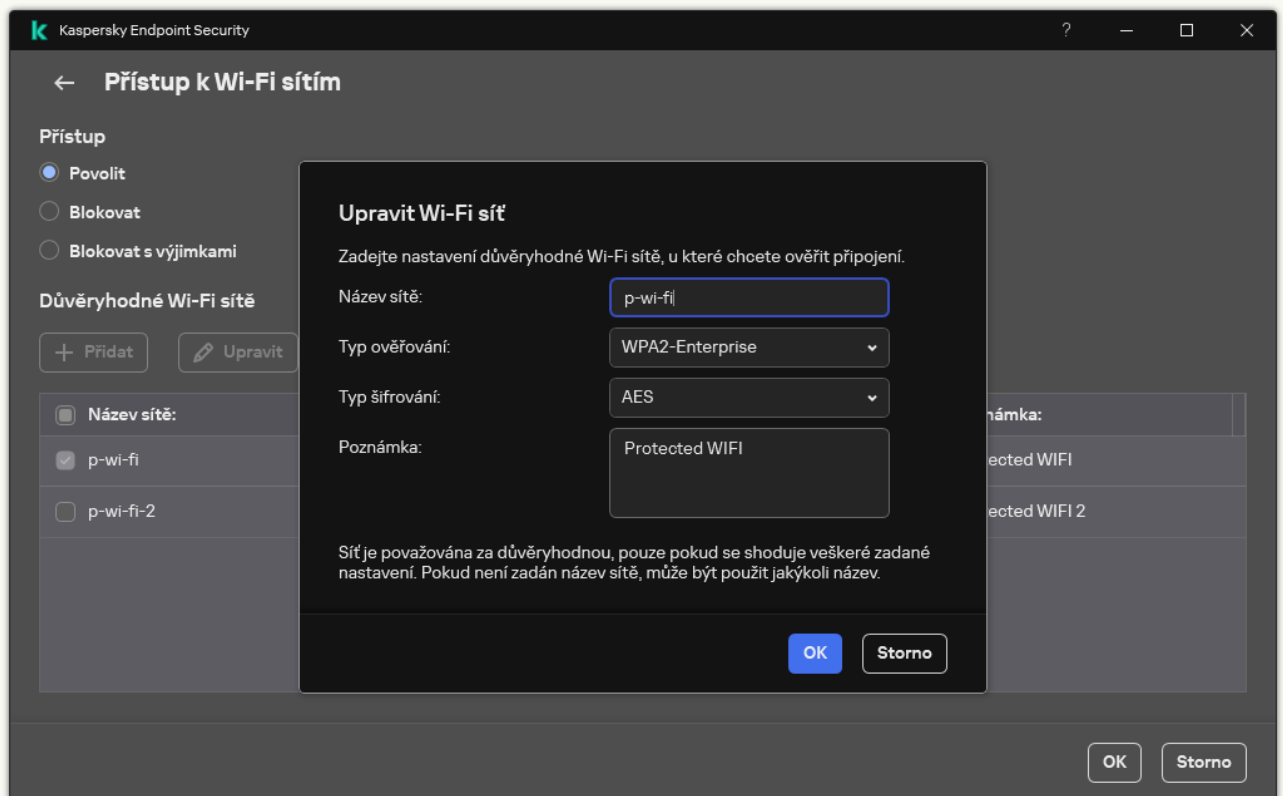 Kaspersky Endpoint Security
?
Přístup k Wi-Fi sítím
Přístup
Povolit
Blokovat
Blokovat s výjimkami
Důvěryhodné Wi-Fi sítě
Přidat
Upravit
Název sítě:
p-wi-fi
p-wi-fi-2
Upravit Wi-Fi síť
Zadejte nastavení důvěryhodné Wi-Fi sítě, u které chcete ověřit připojení.
Název sítě: p-wi-fi
Typ ověřování: WPA2-Enterprise
Typ šifrování: AES
Poznámka: Protected WIFI
Síť je považována za důvěryhodnou, pouze pokud se shoduje veškeré zadané
nastavení. Pokud není zadán název sítě, může být použit jakýkoli název.
OK Storno
WIFI
WIFI 2
OK Storno